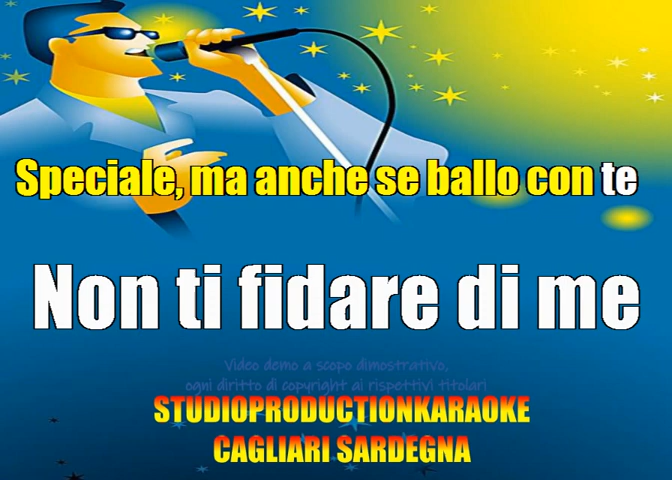 Speciale, ma anche se ballo con te
Non ti fidare di me
Video demo a scopo dimostrativo,
ogni diritto di copyright ai rispettivi titolari
STUDIOPRODUCTIONKARAOKE
CAGLIARI SARDEGNA